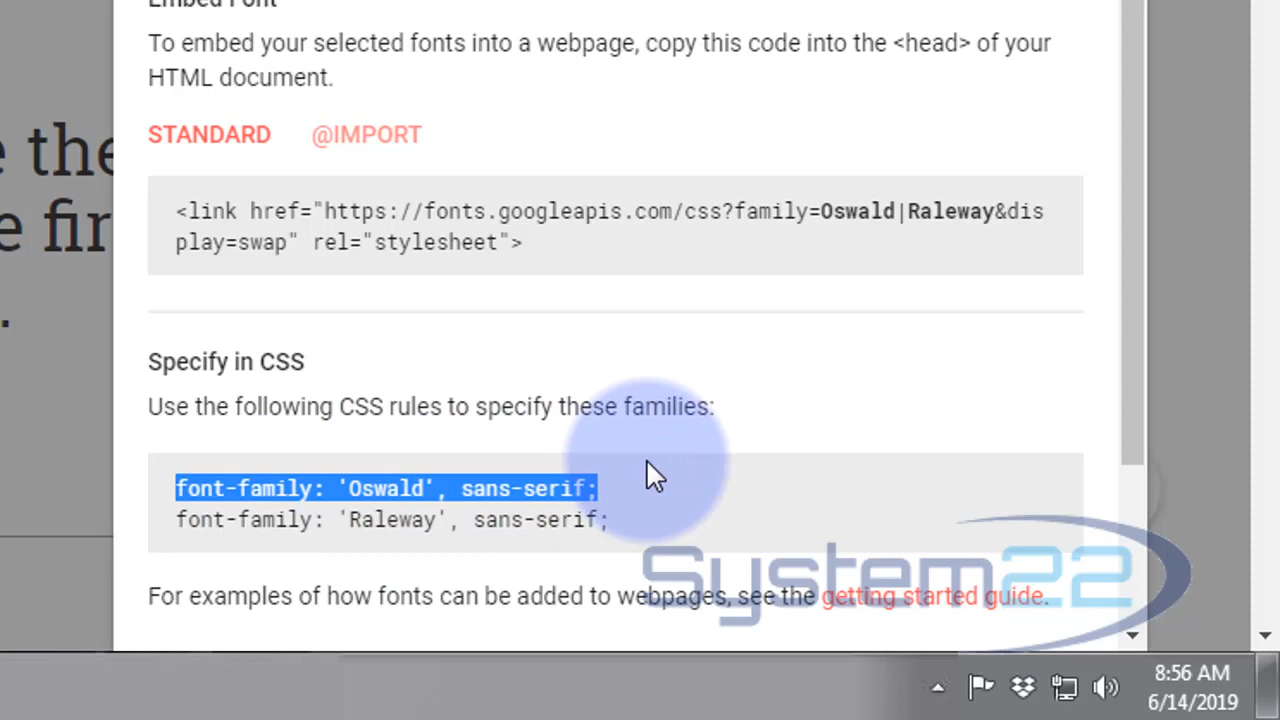 Embed Font
To embed your selected fonts into a webpage, copy this code into the <head> of your
HTML document.
STANDARD @IMPORT
e the
<link href="https://fonts.googleapis.com/css?family=Oswald|Raleway&dis
e fir
play=swap" rel="stylesheet">
.
Specify in CSS
Use the following CSS rules to specify these families:
font-family: 'Oswald', sans-serif;
font-family: 'Raleway', sans-serif;
System22
For examples of how fonts can be added to webpages, see the getting started guide.
8:56 AM
6/14/2019